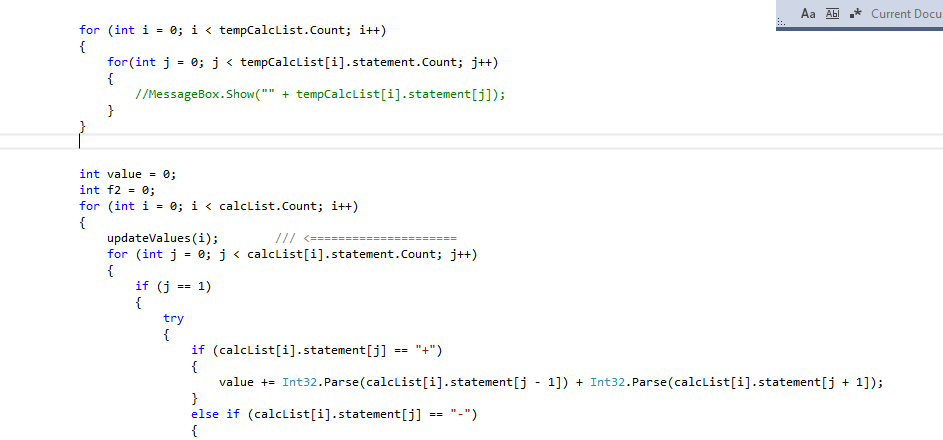 Aa Abl .* Current Docu
for (int i = 0; i < tempCalcList.Count; i++)
{
for(int j = 0; j < tempCalcList[i].statement.Count; j++)
{
//MessageBox.Show("" + tempCalcList[i].statement[j]);
}
}
int value = 0;
int f2 = 0;
for (int i = 0; i < calcList.Count; i++)
{
updateValues(i); /// <=====================
for (int j = 0; j < calcList[i].statement.Count; j++)
{
if (j == 1)
{
try
{
if (calcList[i].statement[j] == "+")
{
value += Int32.Parse(calcList[i].statement[j - 1]) + Int32.Parse(calcList[i].statement[j + 1]);
}
else if (calcList[i].statement[j] == "-")
{